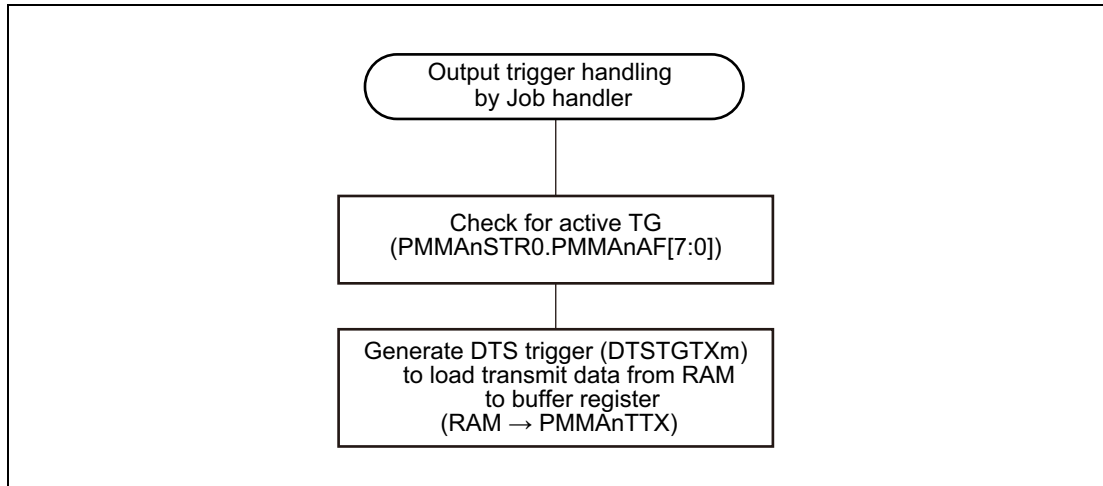 Output trigger handling
by Job handler
Check for active TG
(PMMAnSTR0.PMMAnAF[7:0])
Generate DTS trigger (DTSTGTXm)
to load transmit data from RAM
to buffer register
(RAM → PMMAnTTX)